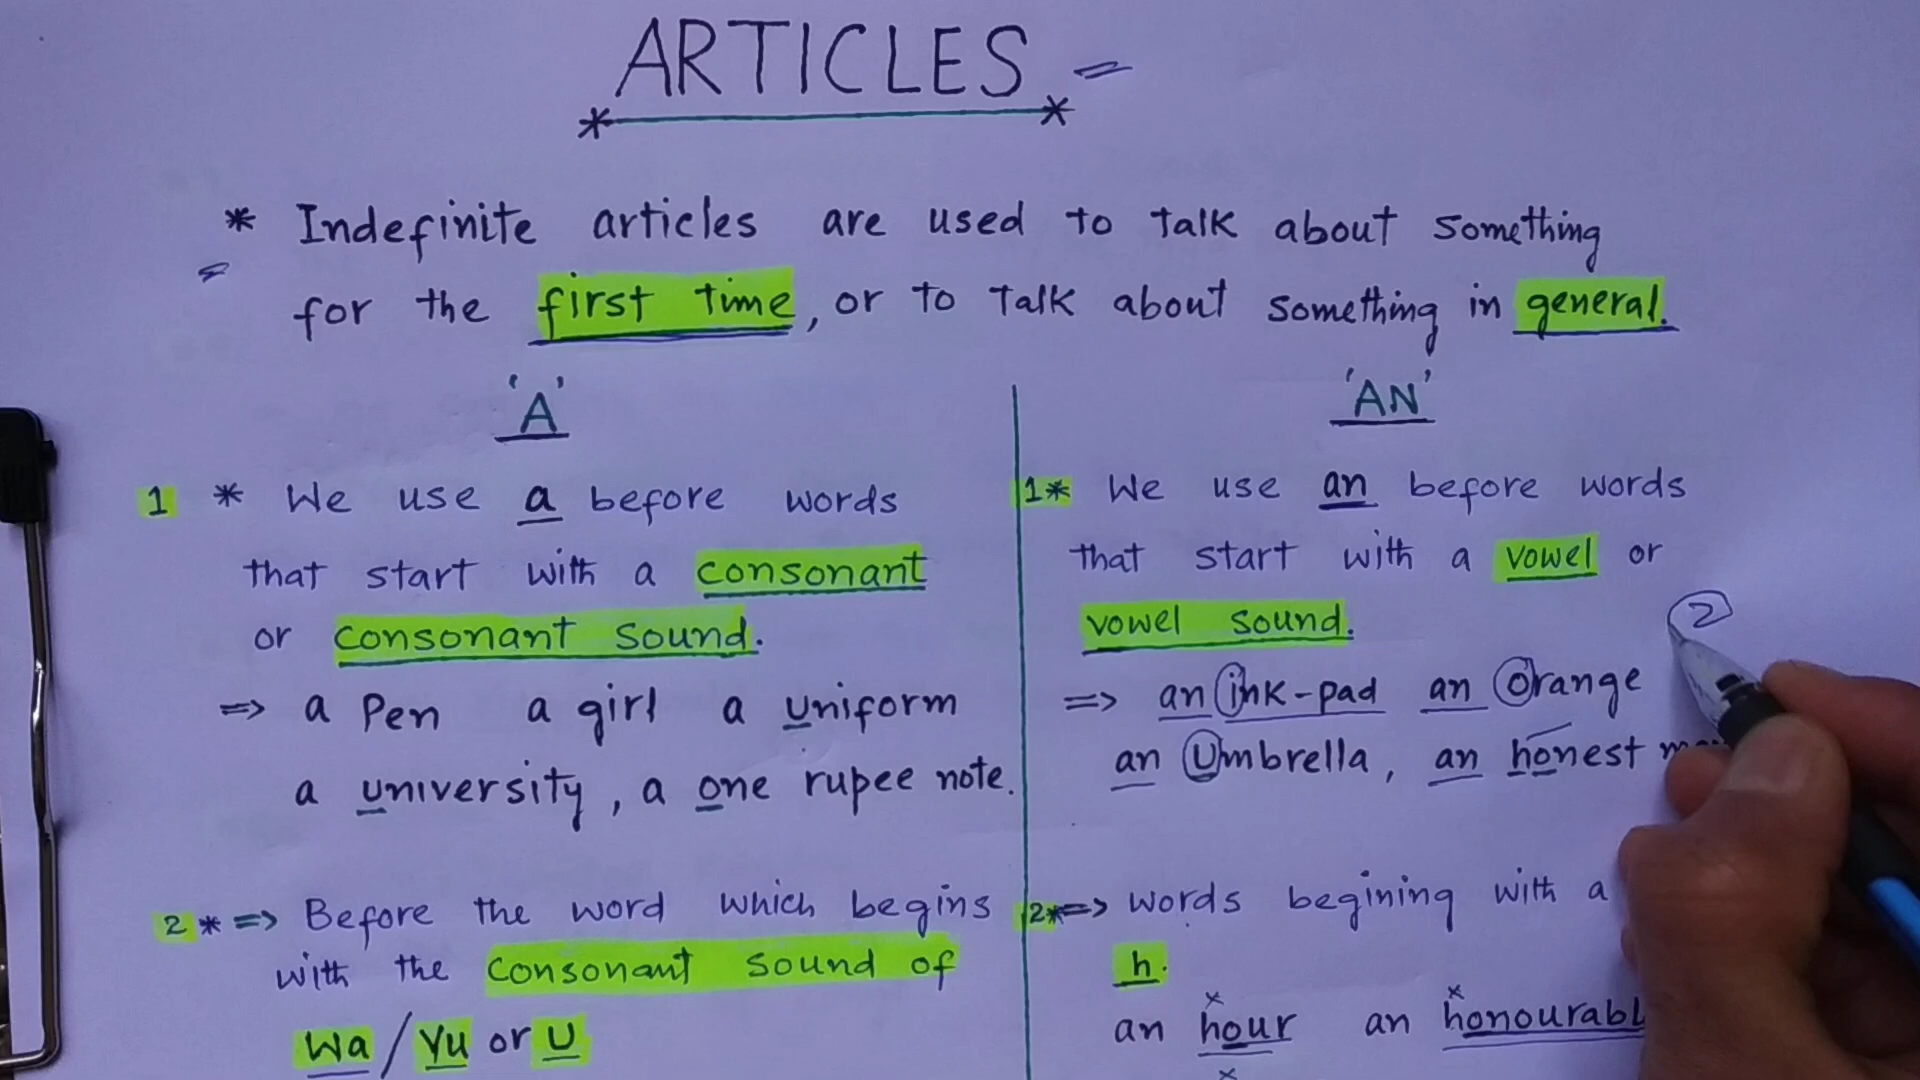 ARTICLES
* Indefinite articles are used to talk about something
for the first time, or to talk about something in general.
'A'
1 * We use a before words
that start with a consonant
or consonant sound.
=> a Pen a girl a uniform
a university, a one rupee note.
2 * => Before the word which begins
with the consonant sound of
Wa / Yu or U
'AN'
1* We use an before words
that start with a vowel or
vowel sound.
2
=> an ink-pad an Orange
an Umbrella, an honest
2*=> words begining with a
h.
an hour an honourabl